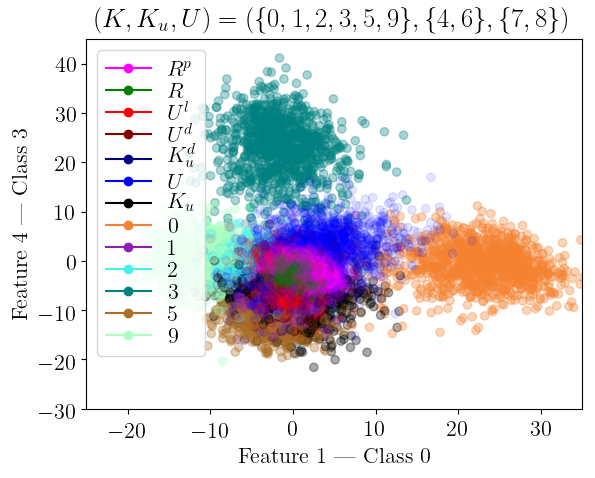 (K, K_u, U) = ({0, 1, 2, 3, 5, 9}, {4, 6}, {7, 8})
40
30
20
10
0
−10
−20
−30
Feature 4 — Class 3
R^p
R
U^l
U^d
K_u^d
U
K_u
0
1
2
3
5
9
−20 −10 0 10 20 30
Feature 1 — Class 0